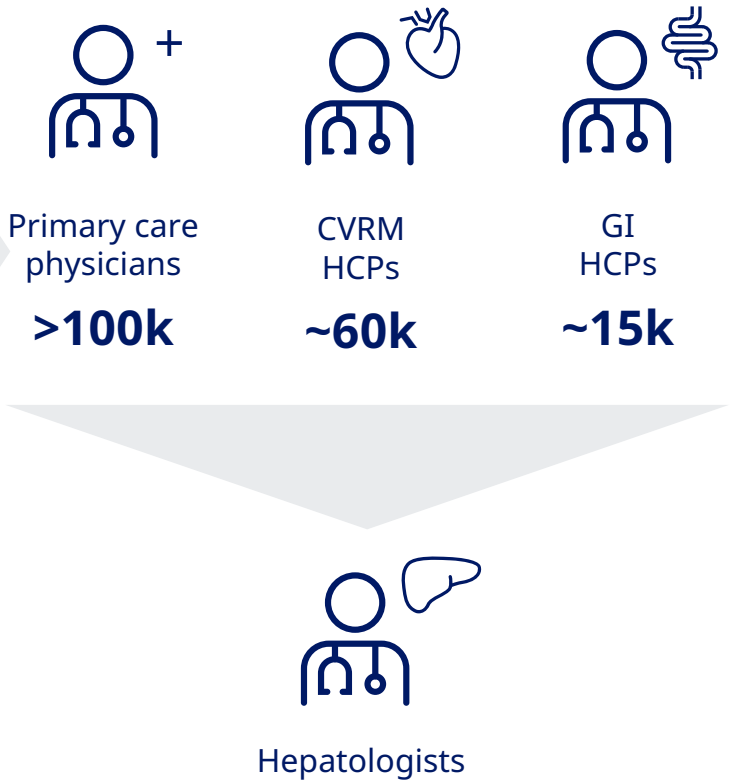 Primary care
physicians
>100k
CVRM
HCPs
~60k
GI
HCPs
~15k
Hepatologists